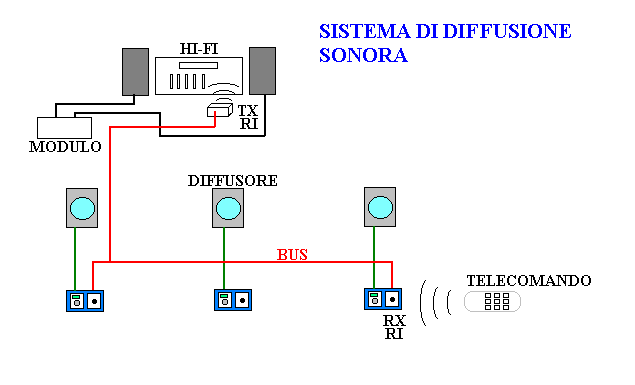 SISTEMA DI DIFFUSIONE
SONORA
HI-FI
TX
RI
MODULO
DIFFUSORE
BUS
TELECOMANDO
RX
RI